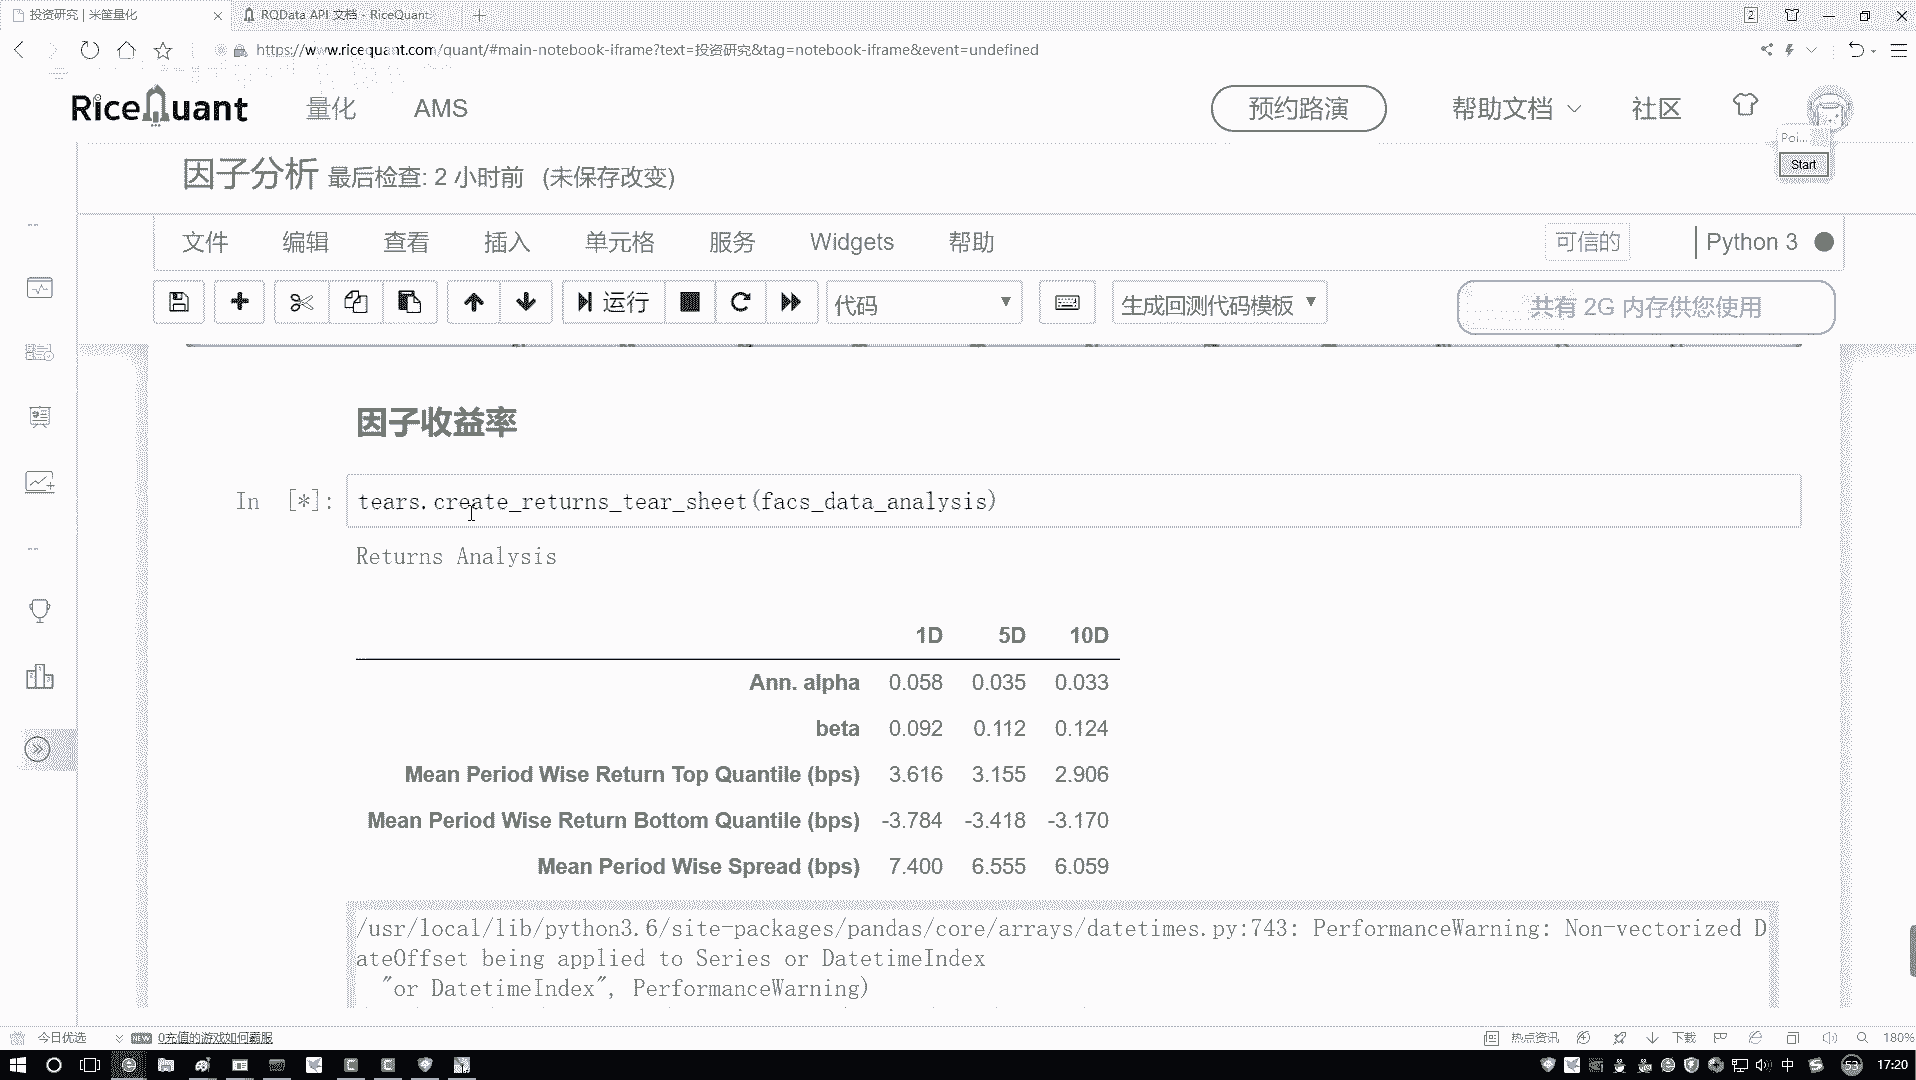 投资研究 | 米筐量化
RQData API 文档 - RiceQuant
2
https://www.ricequant.com/quant/#main-notebook-iframe?text=投资研究&tag=notebook-iframe&event=undefined
RiceQuant 量化 AMS 预约路演 帮助文档 社区
Poi...
Start
因子分析 最后检查: 2 小时前 (未保存改变)
文件 编辑 查看 插入 单元格 服务 Widgets 帮助 可信的 Python 3
运行 代码 生成回测代码模板 共有 2G 内存供您使用
因子收益率
In [*]: tears.create_returns_tear_sheet(facs_data_analysis)
Returns Analysis
1D 5D 10D
Ann. alpha 0.058 0.035 0.033
beta 0.092 0.112 0.124
Mean Period Wise Return Top Quantile (bps) 3.616 3.155 2.906
Mean Period Wise Return Bottom Quantile (bps) -3.784 -3.418 -3.170
Mean Period Wise Spread (bps) 7.400 6.555 6.059
/usr/local/lib/python3.6/site-packages/pandas/core/arrays/datetimes.py:743: PerformanceWarning: Non-vectorized D
ateOffset being applied to Series or DatetimeIndex
"or DatetimeIndex", PerformanceWarning)
今日优选 NEW 0充值的游戏如何霸服 热点资讯 下载 180%
中 53 17:20